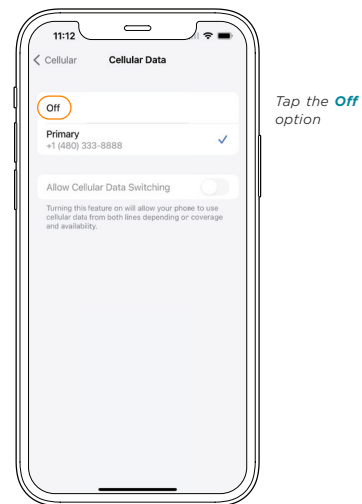 11:12
Cellular
Cellular Data
Off
Tap the Off
option
Primary
+1 (480) 333-8888
Allow Cellular Data Switching
Turning this feature on will allow your phone to use
cellular data from both lines depending on coverage
and availability.